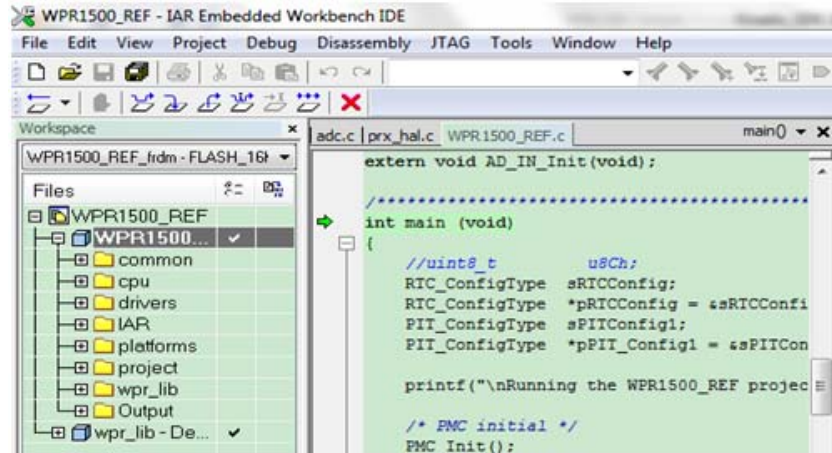 WPR1500_REF - IAR Embedded Workbench IDE
File Edit View Project Debug Disassembly JTAG Tools Window Help
Workspace
WPR1500_REF_frdm - FLASH_16
Files
WPR1500_REF
WPR1500...
common
cpu
drivers
IAR
platforms
project
wpr_lib
Output
wpr_lib - De...
adc.c prx_hal.c WPR1500_REF.c main()
extern void AD_IN_Init(void);
/*********************************************
int main (void)
{
//uint8_t u8Ch;
RTC_ConfigType sRTCConfig;
RTC_ConfigType *pRTCConfig = &sRTCConfi
PIT_ConfigType sPITConfig1;
PIT_ConfigType *pPIT_Config1 = &sPITCon
printf("\nRunning the WPR1500_REF projec
/* PMC initial */
PMC_Init();